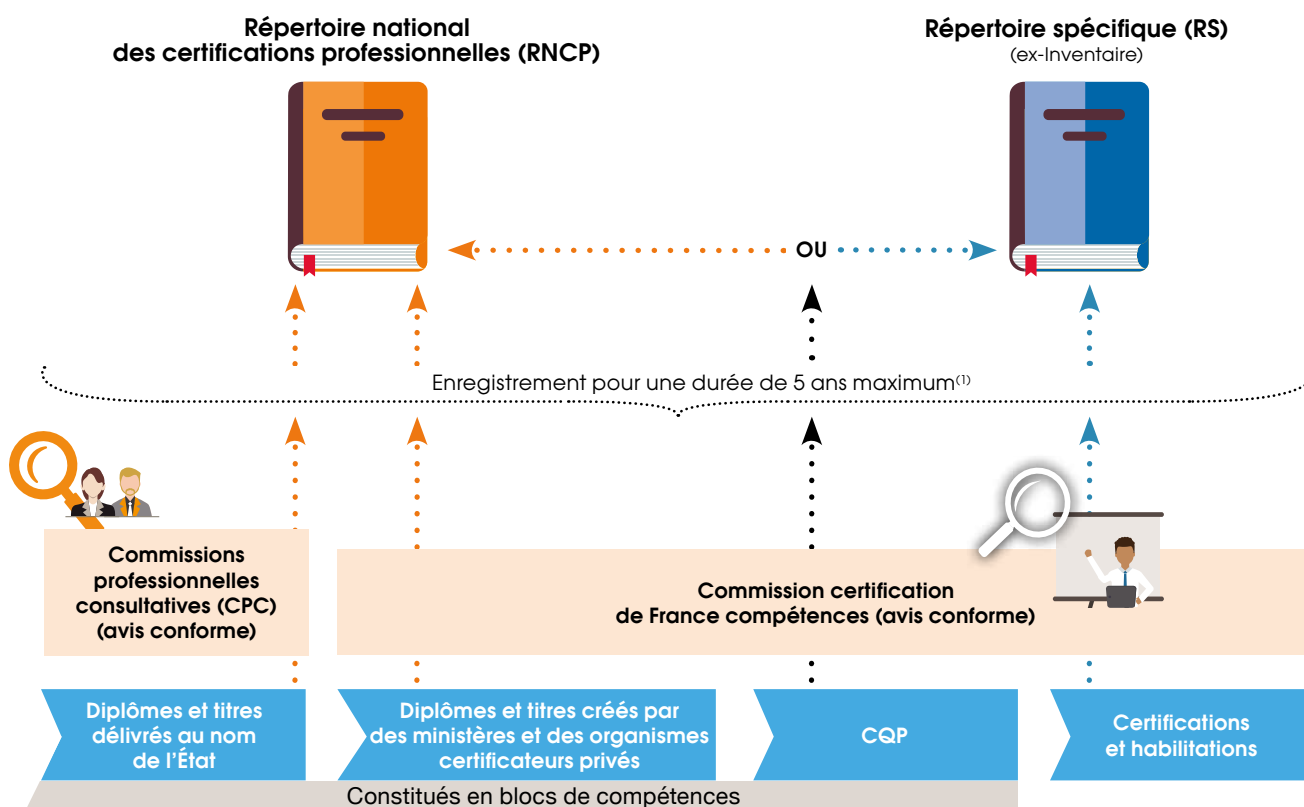 Répertoire national
des certifications professionnelles (RNCP)
Répertoire spécifique (RS)
(ex-Inventaire)
OU
Enregistrement pour une durée de 5 ans maximum(1)
Commissions
professionnelles
consultatives (CPC)
(avis conforme)
Commission certification
de France compétences (avis conforme)
Diplômes et titres
délivrés au nom
de l’État
Diplômes et titres créés par
des ministères et des organismes
certificateurs privés
CQP
Certifications
et habilitations
Constitués en blocs de compétences